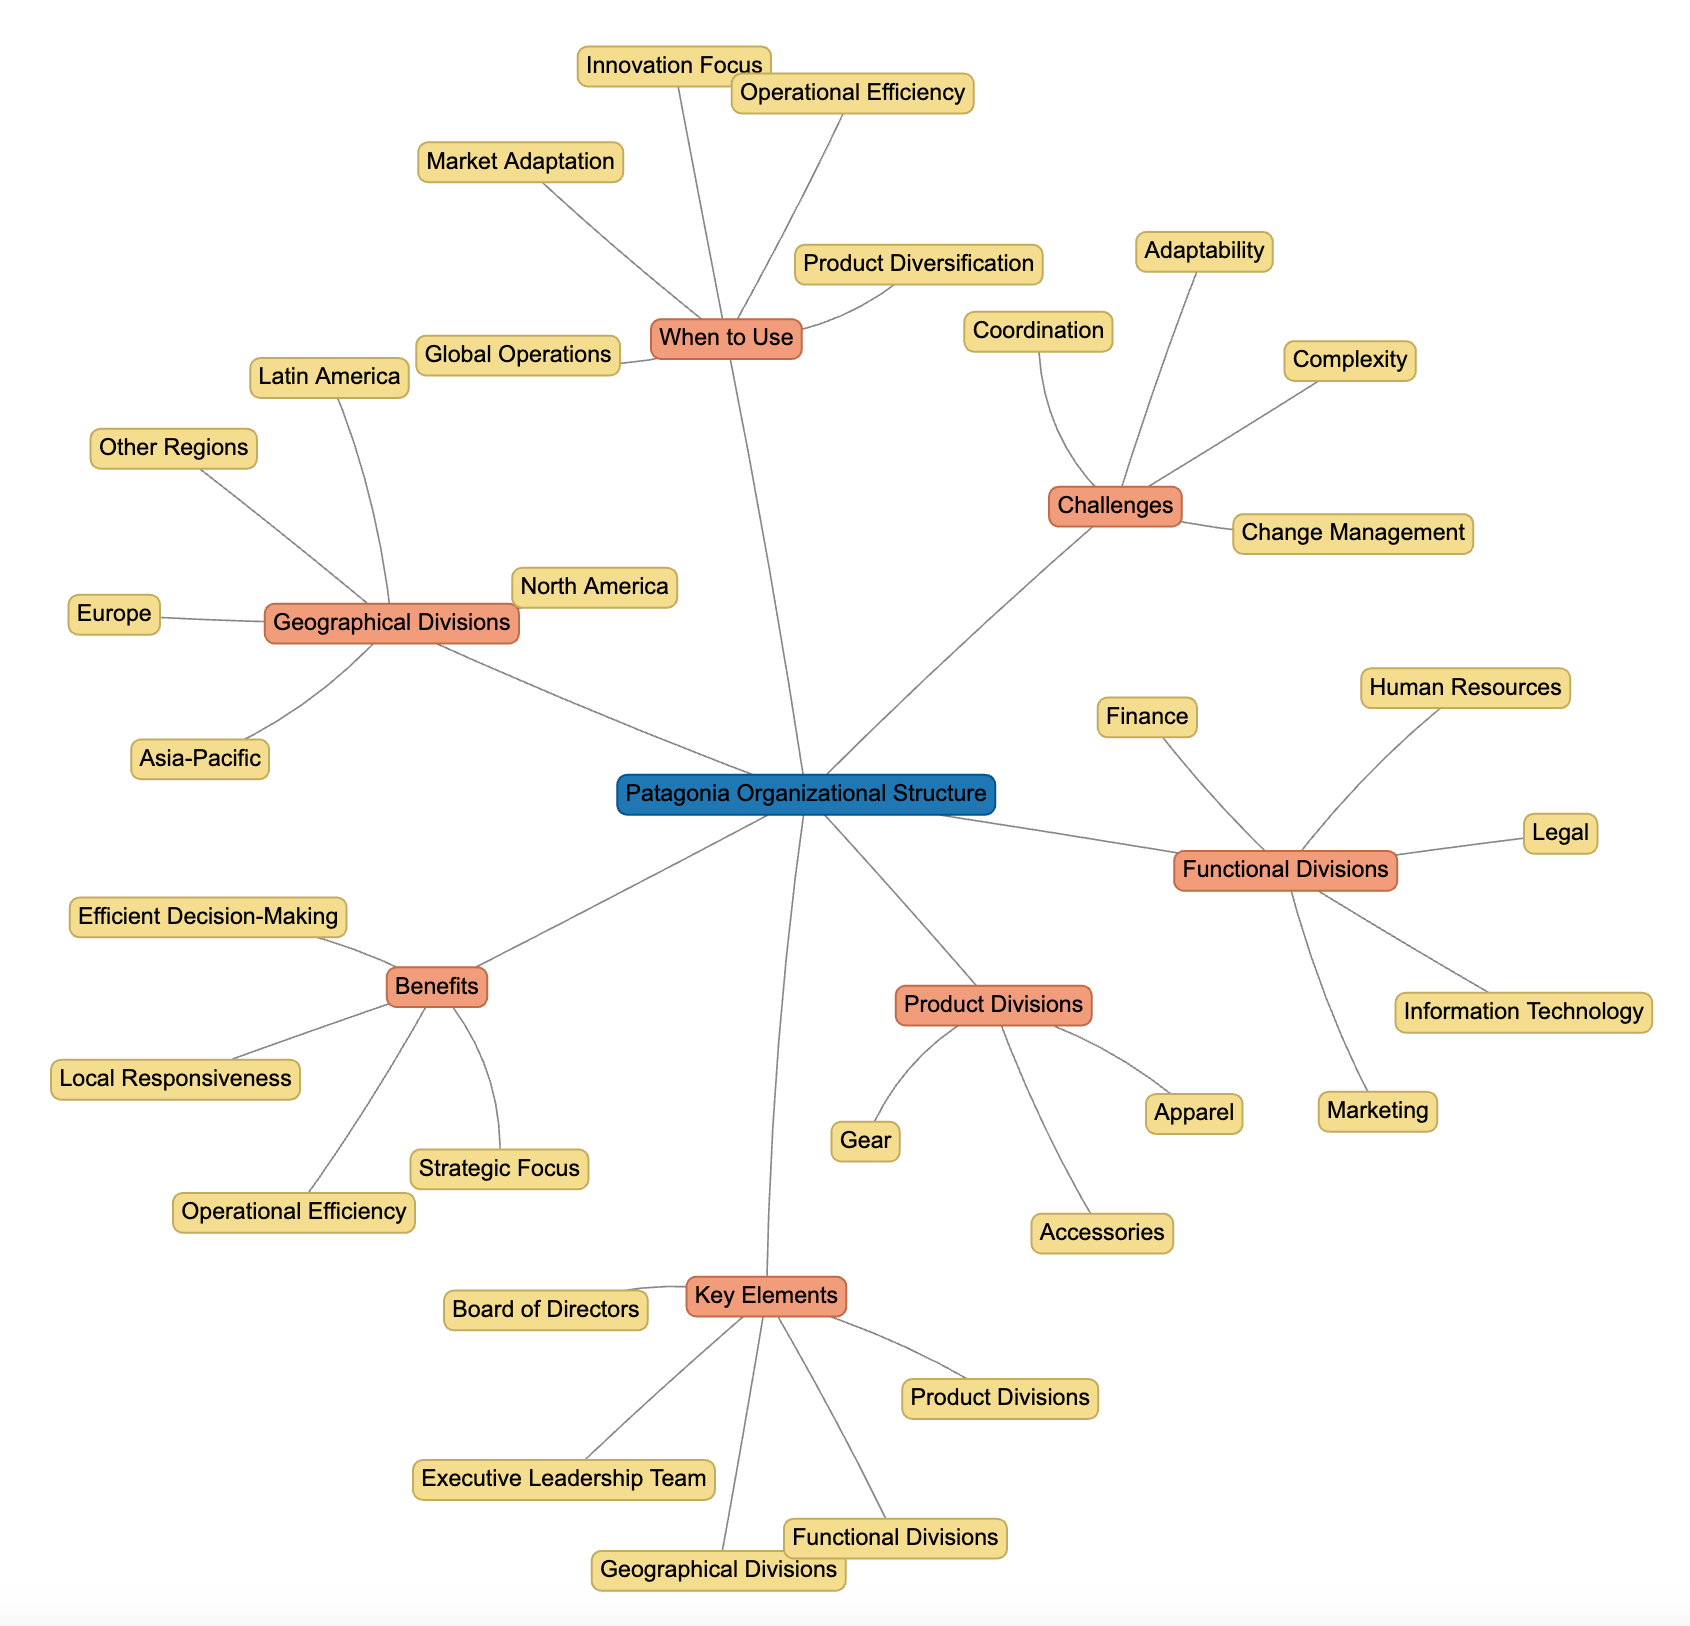 Innovation Focus
Operational Efficiency
Market Adaptation
Product Diversification
Global Operations
When to Use
Adaptability
Coordination
Complexity
Challenges
Change Management
Latin America
Other Regions
North America
Europe
Geographical Divisions
Asia-Pacific
Patagonia Organizational Structure
Human Resources
Finance
Legal
Functional Divisions
Information Technology
Marketing
Efficient Decision-Making
Benefits
Local Responsiveness
Strategic Focus
Operational Efficiency
Product Divisions
Gear
Apparel
Accessories
Key Elements
Board of Directors
Product Divisions
Executive Leadership Team
Functional Divisions
Geographical Divisions